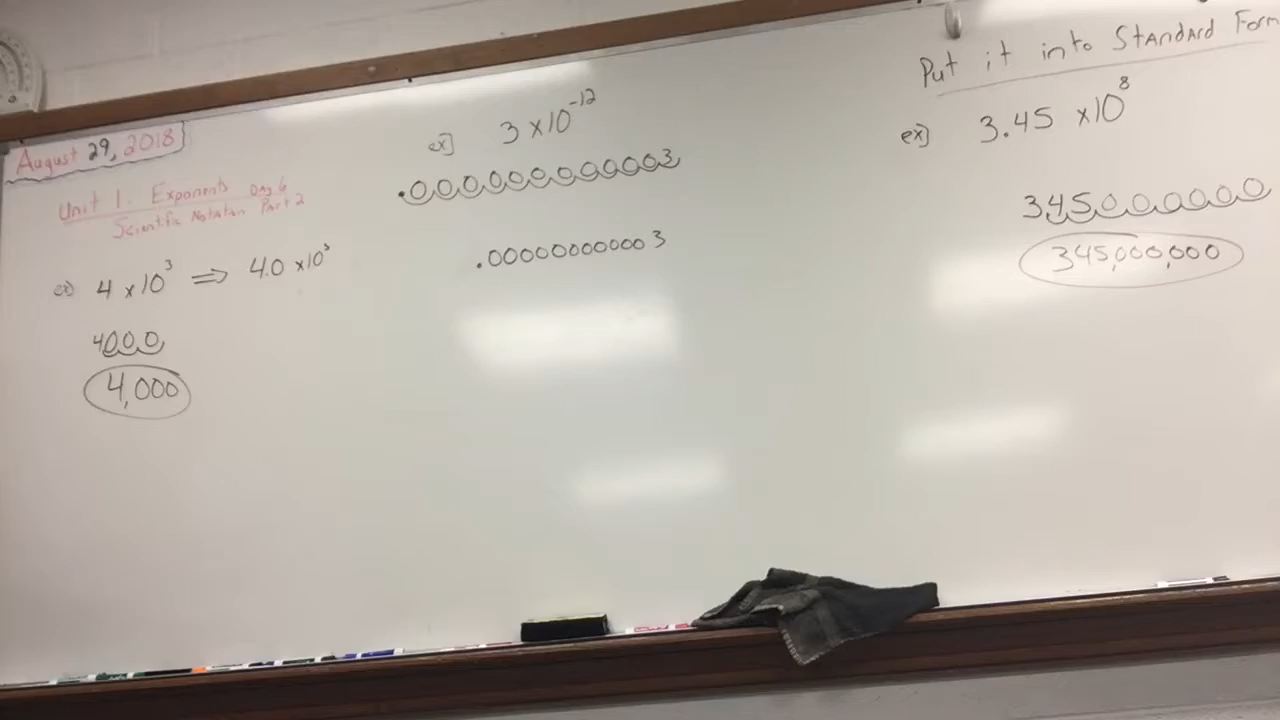 August 29, 2018
Unit 1. Exponents Day 6
Scientific Notation Part 2
ex) 4 x 10³ ⇒ 4.0 x 10³
4000
4,000
ex] 3 x 10⁻¹²
.000000000003
.000000000003
Put it into Standard Form
ex] 3.45 x 10⁸
345000000
345,000,000